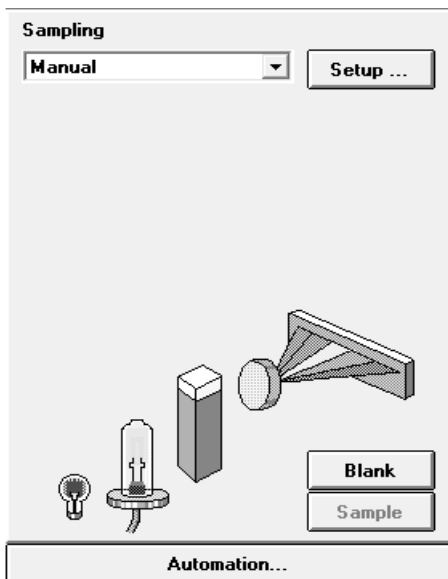 Sampling
Manual
Setup ...
Blank
Sample
Automation...